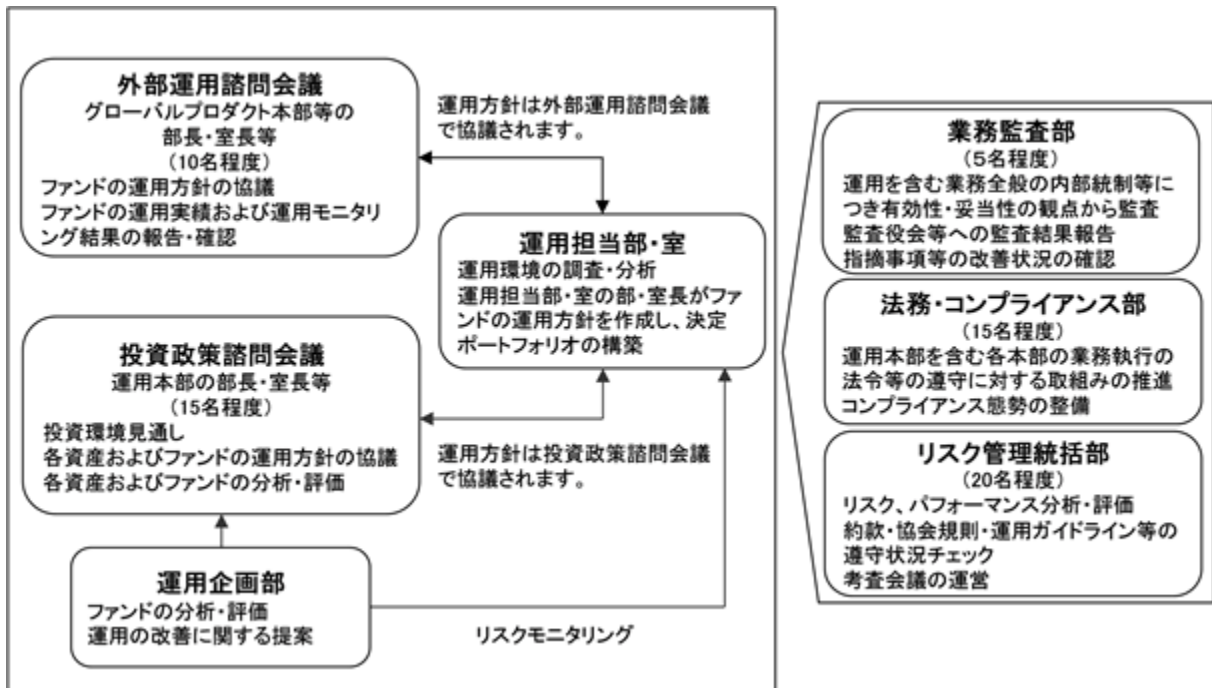 外部運用諮問会議
グローバルプロダクト本部等の
部長・室長等
（10名程度）
ファンドの運用方針の協議
ファンドの運用実績および運用モニタリ
ング結果の報告・確認
運用方針は外部運用諮問会議
で協議されます。
運用担当部・室
運用環境の調査・分析
運用担当部・室の部・室長がファ
ンドの運用方針を作成し、決定
ポートフォリオの構築
投資政策諮問会議
運用本部の部長・室長等
（15名程度）
投資環境見通し
各資産およびファンドの運用方針の協議
各資産およびファンドの分析・評価
運用方針は投資政策諮問会議
で協議されます。
運用企画部
ファンドの分析・評価
運用の改善に関する提案
リスクモニタリング
業務監査部
（5名程度）
運用を含む業務全般の内部統制等に
つき有効性・妥当性の観点から監査
監査役会等への監査結果報告
指摘事項等の改善状況の確認
法務・コンプライアンス部
（15名程度）
運用本部を含む各本部の業務執行の
法令等の遵守に対する取組みの推進
コンプライアンス態勢の整備
リスク管理統括部
（20名程度）
リスク、パフォーマンス分析・評価
約款・協会規則・運用ガイドライン等の
遵守状況チェック
考査会議の運営